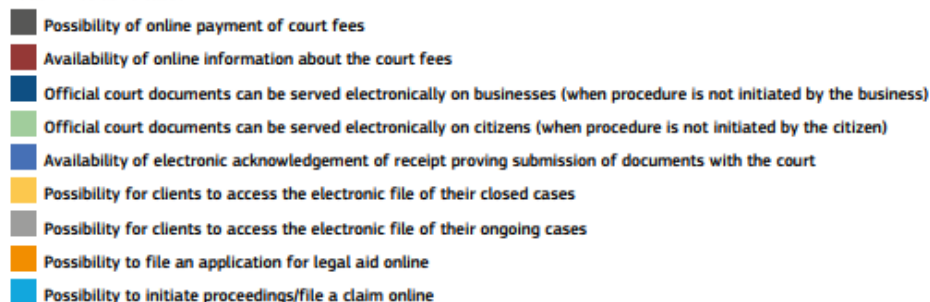 Possibility of online payment of court fees
Availability of online information about the court fees
Official court documents can be served electronically on businesses (when procedure is not initiated by the business)
Official court documents can be served electronically on citizens (when procedure is not initiated by the citizen)
Availability of electronic acknowledgement of receipt proving submission of documents with the court
Possibility for clients to access the electronic file of their closed cases
Possibility for clients to access the electronic file of their ongoing cases
Possibility to file an application for legal aid online
Possibility to initiate proceedings/file a claim online